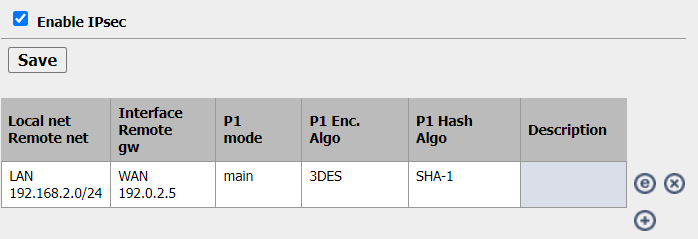 Enable IPsec
Save
Local net
Remote net
Interface
Remote
gw
P1
mode
P1 Enc.
Algo
P1 Hash
Algo
Description
LAN
192.168.2.0/24
WAN
192.0.2.5
main
3DES
SHA-1
e
x
+